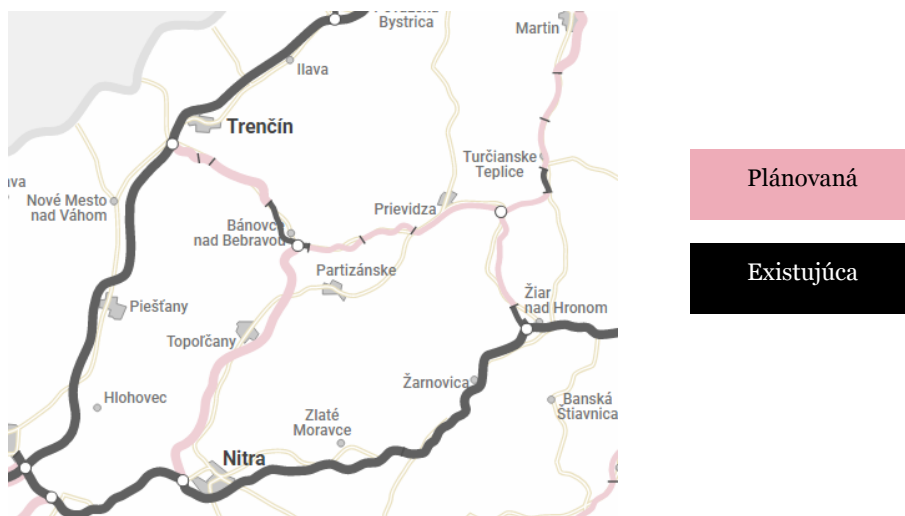 Bystrica
Martin
Ilava
Trenčín
Turčianske
Teplice
Nové Mesto
nad Váhom
Prievidza
Bánovce
nad Bebravou
Partizánske
Piešťany
Žiar
nad Hronom
Topoľčany
Žarnovica
Hlohovec
Banská
Štiavnica
Zlaté
Moravce
Nitra
Plánovaná
Existujúca